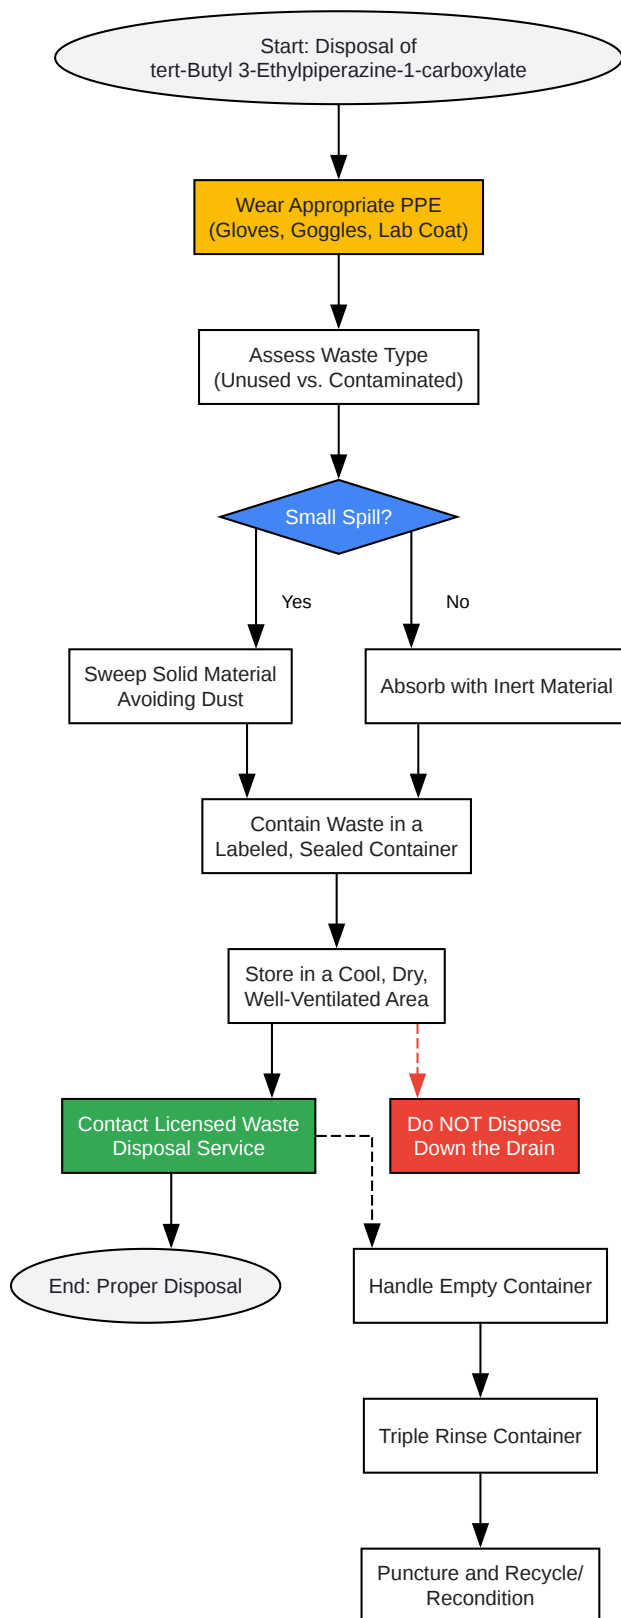 Start: Disposal of
tert-Butyl 3-Ethylpiperazine-1-carboxylate
Wear Appropriate PPE
(Gloves, Goggles, Lab Coat)
Assess Waste Type
(Unused vs. Contaminated)
Small Spill?
Yes
No
Sweep Solid Material
Avoiding Dust
Absorb with Inert Material
Contain Waste in a
Labeled, Sealed Container
Store in a Cool, Dry,
Well-Ventilated Area
Contact Licensed Waste
Disposal Service
Do NOT Dispose
Down the Drain
End: Proper Disposal
Handle Empty Container
Triple Rinse Container
Puncture and Recycle/
Recondition